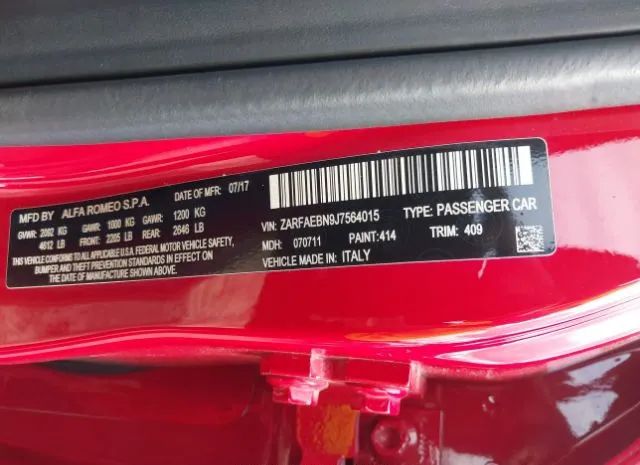 MFD BY ALFA ROMEO S.P.A. DATE OF MFR: 07/17
GVWR: 2092 KG GAWR: 1000 KG GAWR: 1200 KG
4612 LB FRONT: 2205 LB REAR: 2646 LB
THIS VEHICLE CONFORMS TO ALL APPLICABLE FEDERAL SAFETY,
BUMPER AND THEFT PREVENTION STANDARDS IN EFFECT ON
THE DATE OF MANUFACTURE SHOWN ABOVE.
VIN: ZARFAEBN9J7564015 TYPE: PASSENGER CAR
MDH: 070711 PAINT: 414 TRIM: 409
VEHICLE MADE IN: ITALY